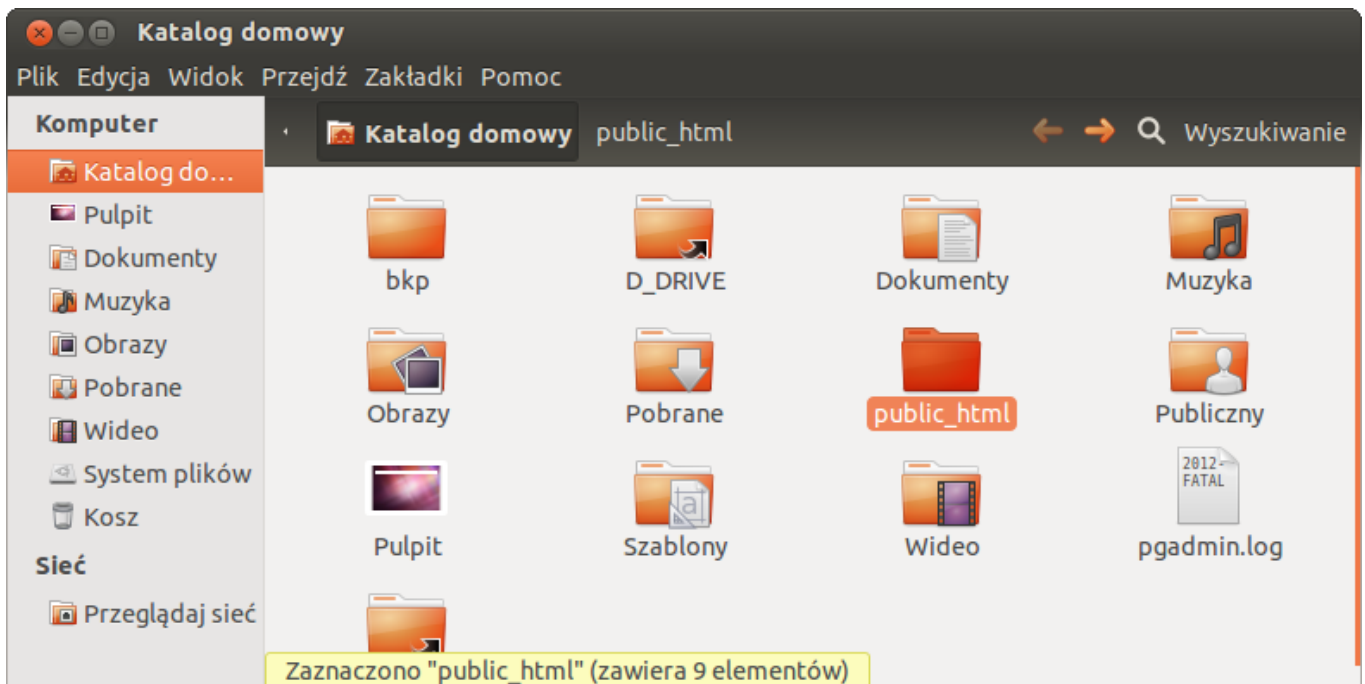 Katalog domowy
Plik Edycja Widok Przejdź Zakładki Pomoc
Komputer
Katalog do...
Pulpit
Dokumenty
Muzyka
Obrazy
Pobrane
Wideo
System plików
Kosz
Sieć
Przeglądaj sieć
Katalog domowy public_html Wyszukiwanie
bkp D_DRIVE Dokumenty Muzyka
Obrazy Pobrane public_html Publiczny
2012-
FATAL
Pulpit Szablony Wideo pgadmin.log
Zaznaczono "public_html" (zawiera 9 elementów)